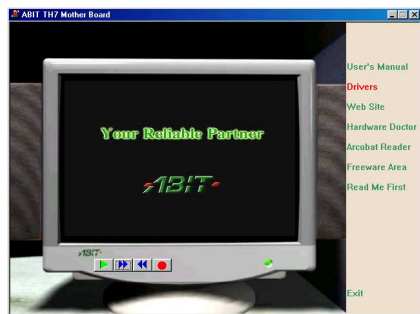 ABIT TH7 Mother Board
User's Manual
Drivers
Web Site
Hardware Doctor
Arcobat Reader
Freeware Area
Read Me First
Exit
Your Reliable Partner
ABIT
ABIT